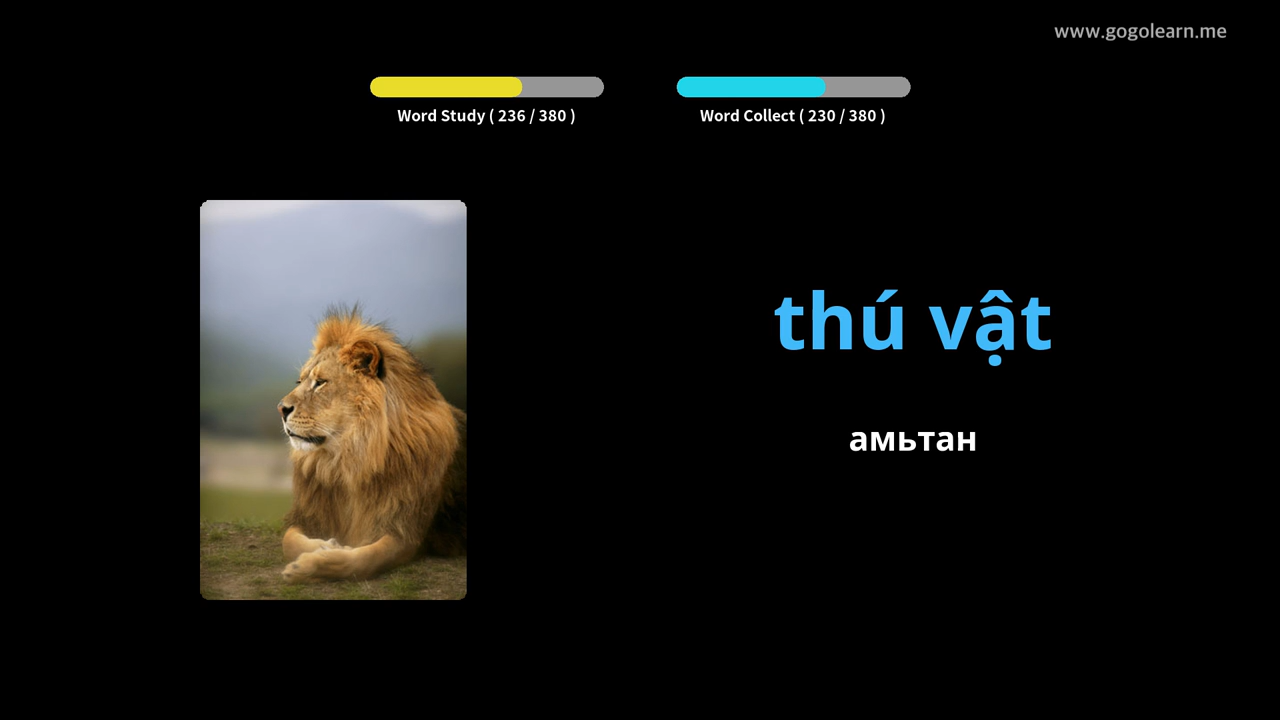 www.gogolearn.me
Word Study ( 236 / 380 )
Word Collect ( 230 / 380 )
thú vật
амьтан